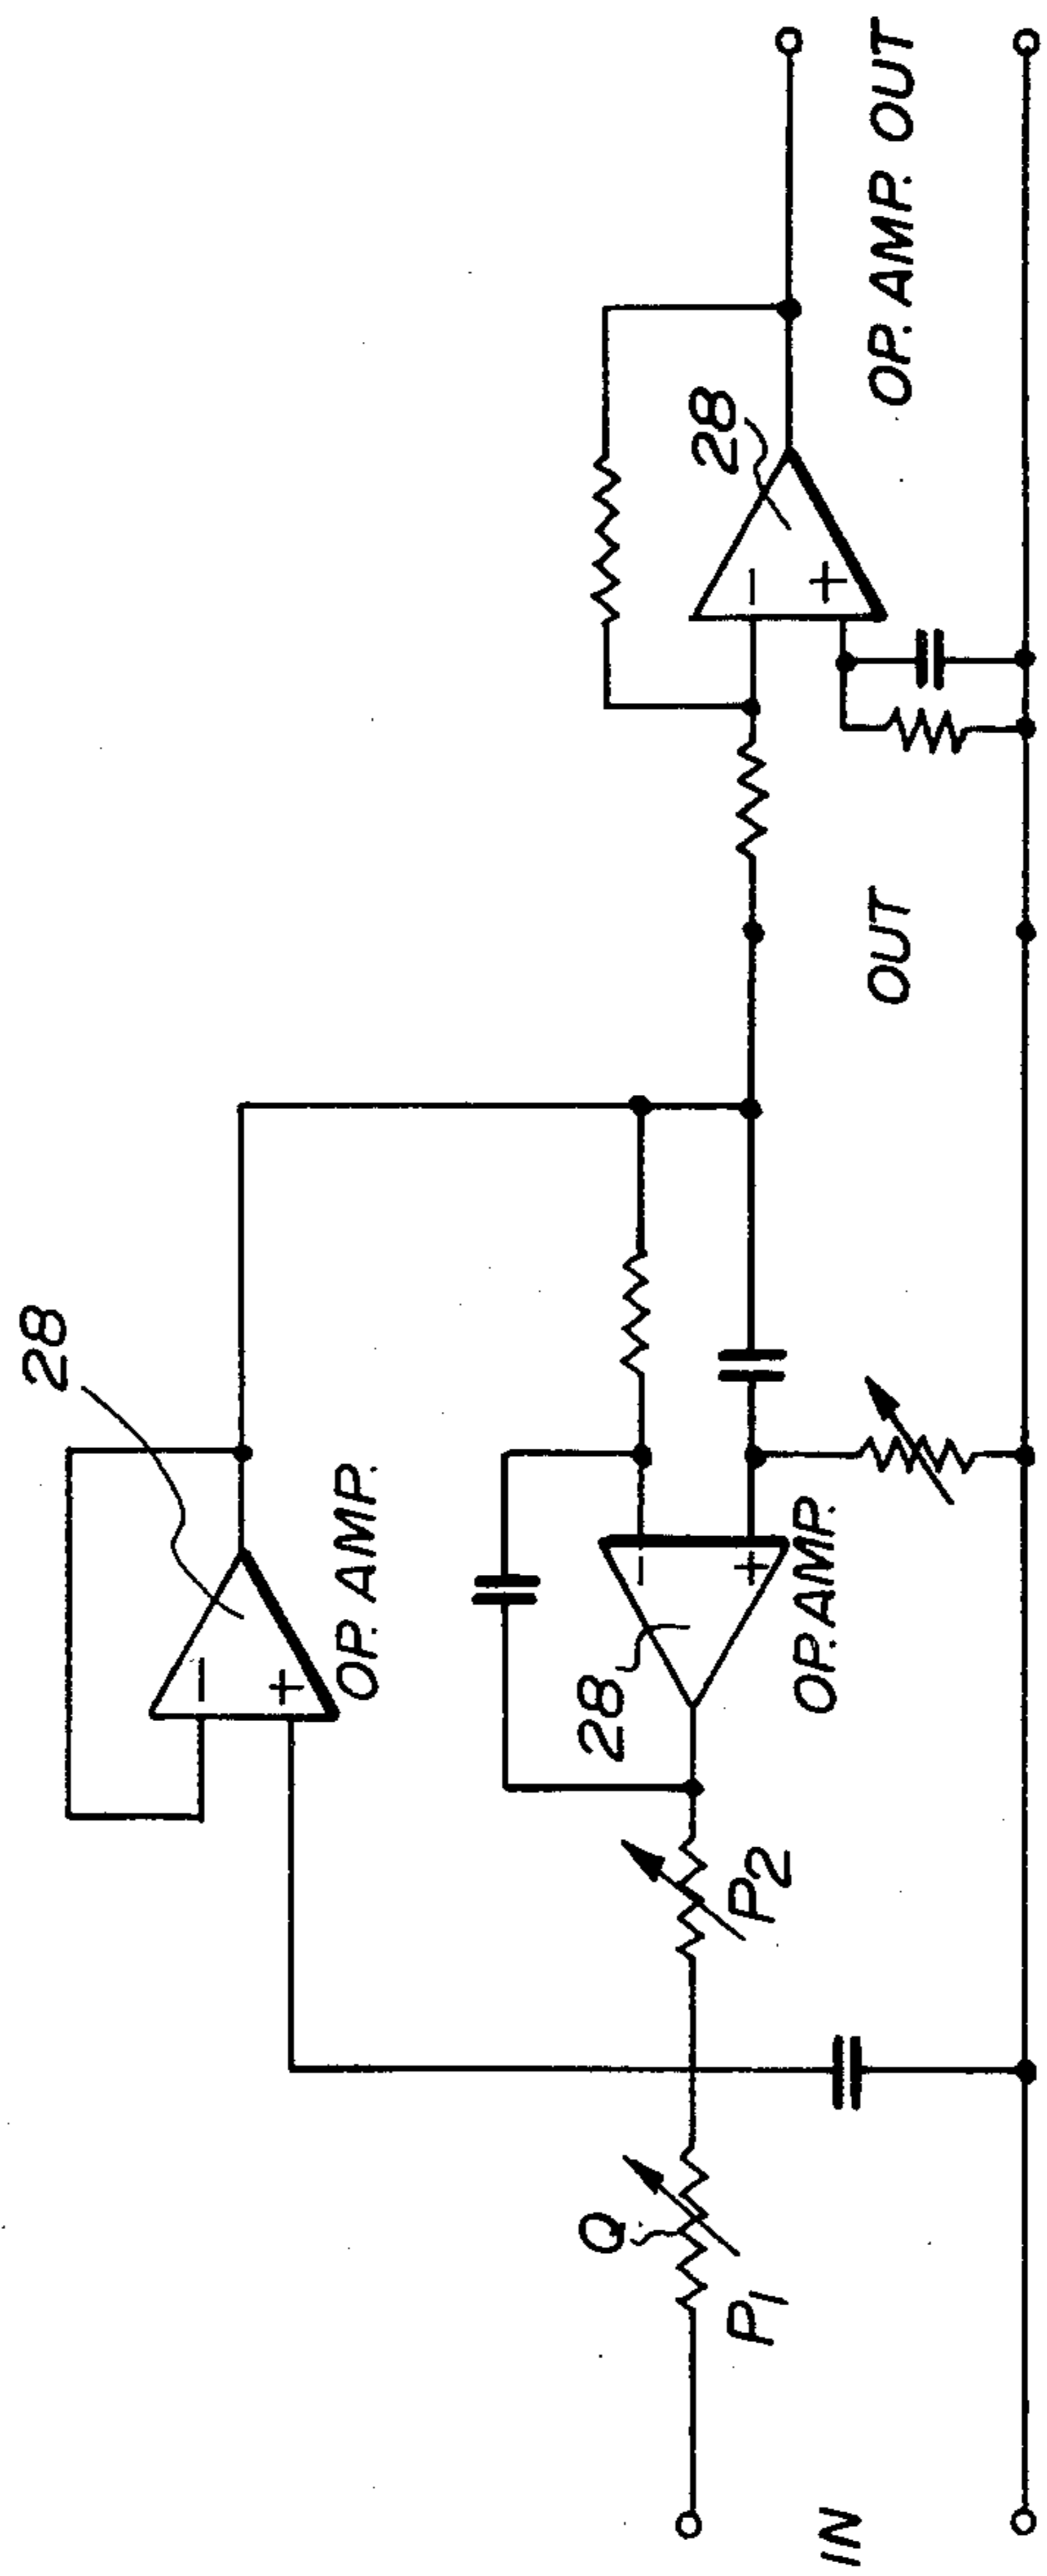 28
OP. AMP.
28
OP. AMP. OUT
28
OP. AMP.
OUT
Q
P1
P2
IN
-
+
-
+
-
+